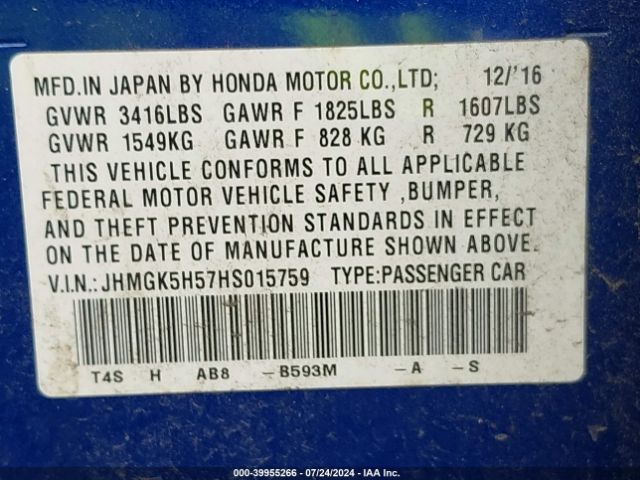 MFD.IN JAPAN BY HONDA MOTOR CO.,LTD; 12/'16
GVWR 3416LBS GAWR F 1825LBS R 1607LBS
GVWR 1549KG GAWR F 828 KG R 729 KG
THIS VEHICLE CONFORMS TO ALL APPLICABLE
FEDERAL MOTOR VEHICLE SAFETY ,BUMPER,
AND THEFT PREVENTION STANDARDS IN EFFECT
ON THE DATE OF MANUFACTURE SHOWN ABOVE.
V.I.N.:JHMGK5H57HS015759 TYPE:PASSENGER CAR
T4S H AB8 -B593M -A -S
000-39955266 - 07/24/2024 - IAA Inc.